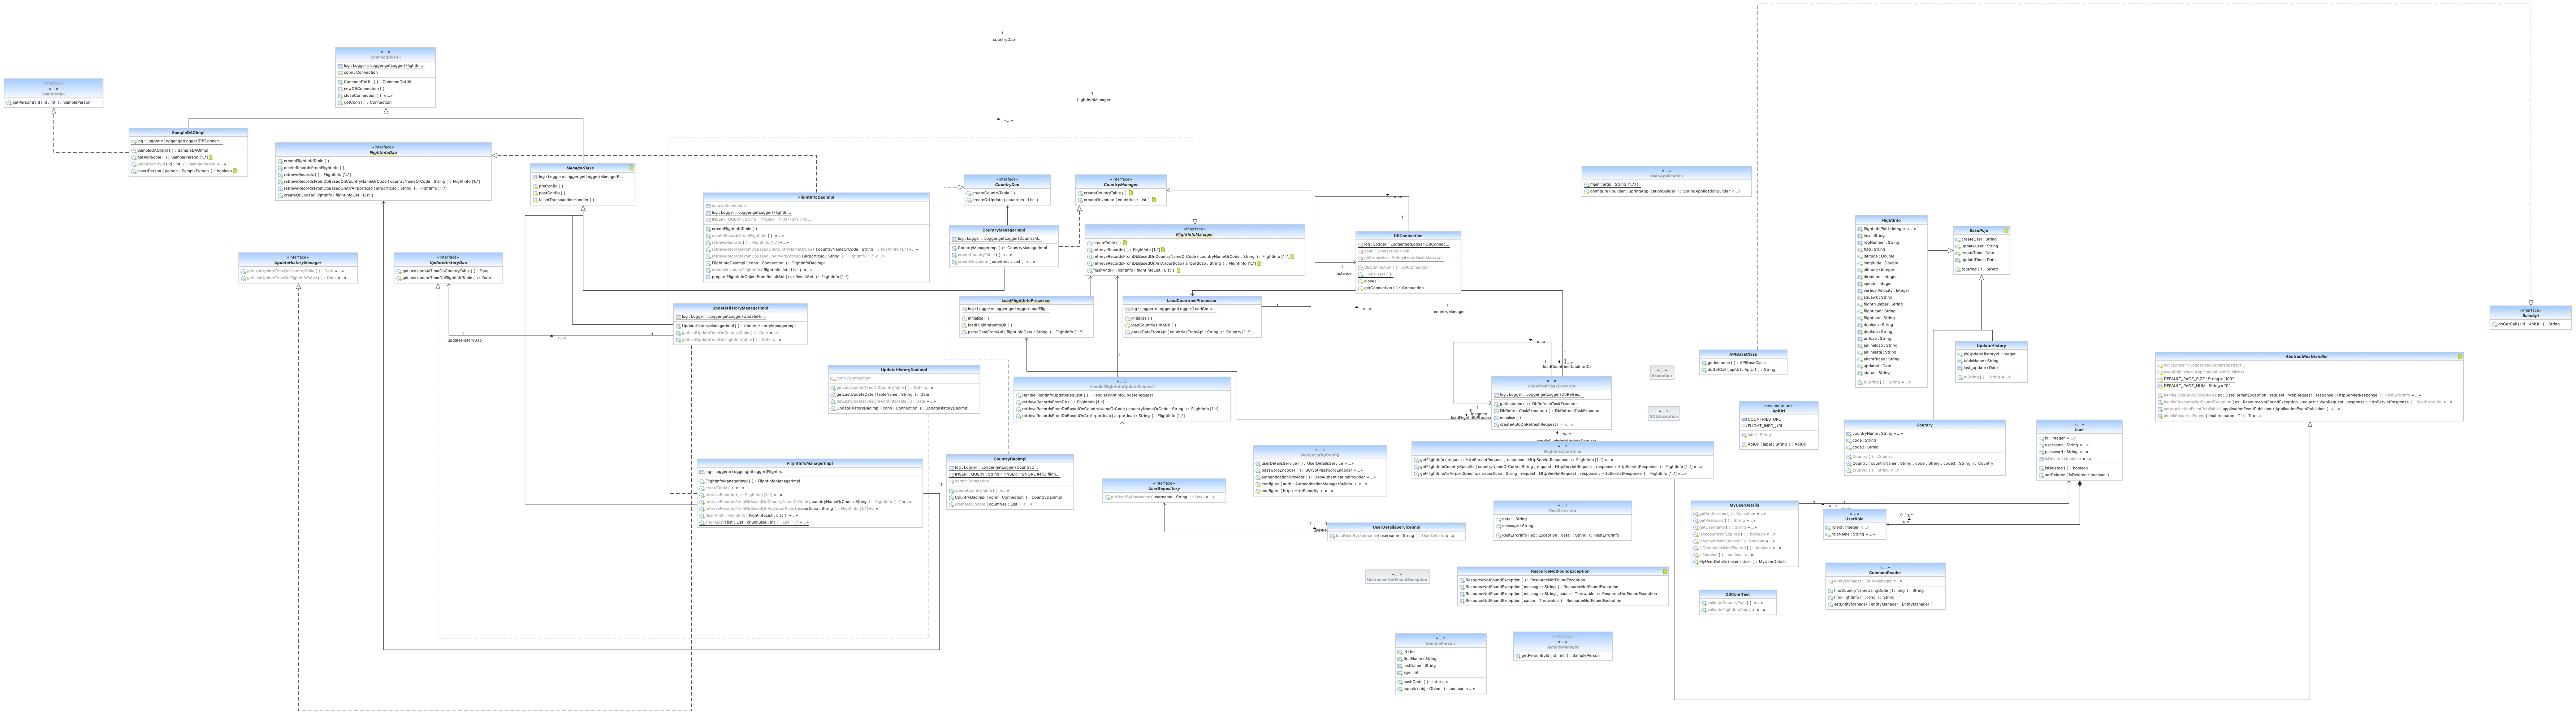 1
countryDao
1
flightInfoManager
«...»
«...»
CommonDbUtil
log : Logger = Logger.getLogger(FlightIn...
conn : Connection
CommonDbUtil ( ) : CommonDbUtil
newDBConnection ( )
closeConnection ( ) «...»
getConn ( ) : Connection
«interface»
«...»
SampleDao
getPersonById ( id : int ) : SamplePerson
SampleDAOImpl
log : Logger = Logger.getLogger(DBConnec...
SampleDAOImpl ( ) : SampleDAOImpl
getAllPeople ( ) : SamplePerson [1..*]
getPersonById ( id : int ) : SamplePerson «...»
insertPerson ( person : SamplePerson ) : boolean
«interface»
FlightInfoDao
createFlightInfoTable ( )
deleteRecordsFromFlightInfo ( )
retrieveRecords ( ) : FlightInfo [1..*]
retrieveRecordsFromDbBasedOnCountryNameOrCode ( countryNameOrCode : String ) : FlightInfo [1..*]
retrieveRecordsFromDbBasedOnArrAirporticao ( airporticao : String ) : FlightInfo [1..*]
createOrUpdateFlightInfo ( flightInfoList : List )
ManagerBase
log : Logger = Logger.getLogger(ManagerB...
preConfig ( )
postConfig ( )
failedTransaactionHandler ( )
FlightInfoDaoImpl
conn : Connection
log : Logger = Logger.getLogger(FlightIn...
createFlightInfoTable ( )
deleteRecordsFromFlightInfo ( ) «...»
retrieveRecords ( ) : FlightInfo [1..*] «...»
retrieveRecordsFromDbBasedOnCountryNameOrCode ( countryNameOrCode : String ) : FlightInfo [1..*] «...»
retrieveRecordsFromDbBasedOnArrAirporticao ( airporticao : String ) : FlightInfo [1..*] «...»
FlightInfoDaoImpl ( conn : Connection ) : FlightInfoDaoImpl
createOrUpdateFlightInfo ( flightInfoList : List ) «...»
prepareFlightInfoObjectFromResultSet ( rs : ResultSet ) : FlightInfo [1..*]
«interface»
CountryDao
createCountryTable ( )
createOrUpdate ( countries : List )
«interface»
CountryManager
createCountryTable ( )
createOrUpdate ( countries : List )
CountryManagerImpl
log : Logger = Logger.getLogger(CountryM...
CountryManagerImpl ( ) : CountryManagerImpl
createCountryTable ( ) «...»
createOrUpdate ( countries : List ) «...»
«interface»
FlightInfoManager
createTable ( )
retrieveRecords ( ) : FlightInfo [1..*]
retrieveRecordsFromDbBasedOnCountryNameOrCode ( countryNameOrCode : String ) : FlightInfo [1..*]
retrieveRecordsFromDbBasedOnArrAirporticao ( airporticao : String ) : FlightInfo [1..*]
flushAndFillFlightInfo ( flightInfoList : List )
«...»
1
1
instance
DBConnection
log : Logger = Logger.getLogger(DBConnec...
conn : Connection = null
dbProperties : String = new HashMap<>()
DBConnection ( ) : DBConnection
_initializer1 ( )
close ( )
getConnection ( ) : Connection
«...»
MainApplication
main ( args : String [1..*] )
configure ( builder : SpringApplicationBuilder ) : SpringApplicationBuilder «...»
FlightInfo
flightInfoPKId : Integer «...»
hex : String
regNumber : String
flag : String
latitude : Double
longitude : Double
altitude : Integer
direction : Integer
speed : Integer
verticalVelocity : Integer
squawk : String
flightNumber : String
flighticao : String
flightiata : String
depticao : String
depiata : String
arricao : String
airlineicao : String
airlineiata : String
aircrafticao : String
updated : Date
status : String
toString ( ) : String «...»
BasePojo
createUser : String
updateUser : String
createTime : Date
updateTime : Date
toString ( ) : String
«interface»
BaseApi
doGetCall ( url : ApiUrl ) : String
«interface»
UpdateHistoryManager
getLastUpdateTimeOnCountryTable ( ) : Date «...»
getLastUpdateTimeOnFlightInfoTable ( ) : Date «...»
«interface»
UpdateHistoryDao
getLastUpdateTimeOnCountryTable ( ) : Date
getLastUpdateTimeOnFlightInfoTable ( ) : Date
UpdateHistoryManagerImpl
log : Logger = Logger.getLogger(UpdateHi...
UpdateHistoryManagerImpl ( ) : UpdateHistoryManagerImpl
getLastUpdateTimeOnCountryTable ( ) : Date «...»
getLastUpdateTimeOnFlightInfoTable ( ) : Date «...»
1
updateHistoryDao
«...»
1
LoadFlightInfoProcessor
log : Logger = Logger.getLogger(LoadFlig...
initialize ( )
loadFlightInfoIntoDb ( )
parseDataFromApi ( flightInfoData : String ) : FlightInfo [1..*]
LoadCountriesProcessor
log : Logger = Logger.getLogger(LoadCoun...
initialize ( )
loadCountriesIntoDb ( )
parseDataFromApi ( countriesFromApi : String ) : Country [1..*]
1
«...»
1
countryManager
UpdateHistoryDaoImpl
conn : Connection
getLastUpdateTimeOnCountryTable ( ) : Date «...»
getLastUpdateDate ( tableName : String ) : Date
getLastUpdateTimeOnFlightInfoTable ( ) : Date «...»
UpdateHistoryDaoImpl ( conn : Connection ) : UpdateHistoryDaoImpl
1
«...»
HandleFlightInfoUpdateRequest
HandleFlightInfoUpdateRequest ( ) : HandleFlightInfoUpdateRequest
retrieveRecordsFromDb ( ) : FlightInfo [1..*]
retrieveRecordsFromDbBasedOnCountryNameOrCode ( countryNameOrCode : String ) : FlightInfo [1..*]
retrieveRecordsFromDbBasedOnArrAirporticao ( airporticao : String ) : FlightInfo [1..*]
«...»
loadCountriesDataIntoDb
«...»
DbRefreshTaskExecutor
log : Logger = Logger.getLogger(DbRefres...
getInstance ( ) : DbRefreshTaskExecutor
DbRefreshTaskExecutor ( ) : DbRefreshTaskExecutor
initialise ( )
createAutoDbRefreshRequest ( ) «...»
«...»
Exception
«...»
SQLException
APIBaseClass
getInstance ( ) : APIBaseClass
doGetCall ( apiUrl : ApiUrl ) : String
«enumeration»
ApiUrl
COUNTRIES_URL
FLIGHT_INFO_URL
label : String
ApiUrl ( label : String ) : ApiUrl
UpdateHistory
pkUpdateHistoryId : Integer
tableName : String
last_update : Date
toString ( ) : String «...»
Country
countryName : String «...»
code : String
code3 : String
Country ( ) : Country
Country ( countryName : String , code : String , code3 : String ) : Country
toString ( ) : String «...»
«...»
User
id : Integer «...»
username : String «...»
password : String «...»
isDeleted : boolean «...»
isDeleted ( ) : boolean
setDeleted ( isDeleted : boolean )
AbstractRestHandler
log : Logger = Logger.getLogger(Abstract...
eventPublisher : ApplicationEventPublisher
DEFAULT_PAGE_SIZE : String = "100"
DEFAULT_PAGE_NUM : String = "0"
handleDataStoreException ( ex : DataFormatException , request : WebRequest , response : HttpServletResponse ) : RestErrorInfo «...»
handleResourceNotFoundException ( ex : ResourceNotFoundException , request : WebRequest , response : HttpServletResponse ) : RestErrorInfo «...»
setApplicationEventPublisher ( applicationEventPublisher : ApplicationEventPublisher ) «...»
checkResourceFound ( final resource : T ) : T «...»
FlightInfoManagerImpl
log : Logger = Logger.getLogger(FlightIn...
FlightInfoManagerImpl ( ) : FlightInfoManagerImpl
createTable ( ) «...»
retrieveRecords ( ) : FlightInfo [1..*] «...»
retrieveRecordsFromDbBasedOnCountryNameOrCode ( countryNameOrCode : String ) : FlightInfo [1..*] «...»
retrieveRecordsFromDbBasedOnArrAirporticao ( airporticao : String ) : FlightInfo [1..*] «...»
flushAndFillFlightInfo ( flightInfoList : List ) «...»
chunkList ( list : List , chunkSize : int ) : List [1..*] «...»
1
CountryDaoImpl
log : Logger = Logger.getLogger(CountryD...
INSERT_QUERY : String = "INSERT IGNORE INTO fligh...
conn : Connection
createCountryTable ( ) «...»
CountryDaoImpl ( conn : Connection ) : CountryDaoImpl
createOrUpdate ( countries : List ) «...»
«...»
WebSecurityConfig
userDetailsService ( ) : UserDetailsService «...»
passwordEncoder ( ) : BCryptPasswordEncoder «...»
authenticationProvider ( ) : DaoAuthenticationProvider «...»
configure ( auth : AuthenticationManagerBuilder ) «...»
configure ( http : HttpSecurity ) «...»
«...»
FlightInfoController
getFlightInfo ( request : HttpServletRequest , response : HttpServletResponse ) : FlightInfo [1..*] «...»
getFlightInfoCountrySpecific ( countryNameOrCode : String , request : HttpServletRequest , response : HttpServletResponse ) : FlightInfo [1..*] «...»
getFlightInfoArrAirportSpecific ( airporticao : String , request : HttpServletRequest , response : HttpServletResponse ) : FlightInfo [1..*] «...»
«interface»
UserRepository
getUserByUsername ( username : String ) : User «...»
UserDetailsServiceImpl
loadUserByUsername ( username : String ) : UserDetails «...»
«...»
RestErrorInfo
detail : String
message : String
RestErrorInfo ( ex : Exception , detail : String ) : RestErrorInfo
MyUserDetails
getAuthorities ( ) : Collection «...»
getPassword ( ) : String «...»
getUsername ( ) : String «...»
isAccountNonExpired ( ) : boolean «...»
isAccountNonLocked ( ) : boolean «...»
isCredentialsNonExpired ( ) : boolean «...»
isEnabled ( ) : boolean «...»
MyUserDetails ( user : User ) : MyUserDetails
«...»
UserRole
roleId : Integer «...»
roleName : String «...»
role
«...»
UsernameNotFoundException
ResourceNotFoundException
ResourceNotFoundException ( ) : ResourceNotFoundException
ResourceNotFoundException ( message : String ) : ResourceNotFoundException
ResourceNotFoundException ( message : String , cause : Throwable ) : ResourceNotFoundException
ResourceNotFoundException ( cause : Throwable ) : ResourceNotFoundException
DBConnTest
validateCountryPojo ( ) «...»
validateFlightInfoPojo ( ) «...»
«...»
CommonReader
entityManager : EntityManager «...»
findCountryNameUsingCode ( l : long ) : String
findFlightInfo ( l : long ) : String
setEntityManager ( entityManager : EntityManager )
«...»
SamplePerson
id : int
firstName : String
lastName : String
age : int
hashCode ( ) : int «...»
equals ( obj : Object ) : boolean «...»
«interface»
«...»
SampleManager
getPersonById ( id : int ) : SamplePerson